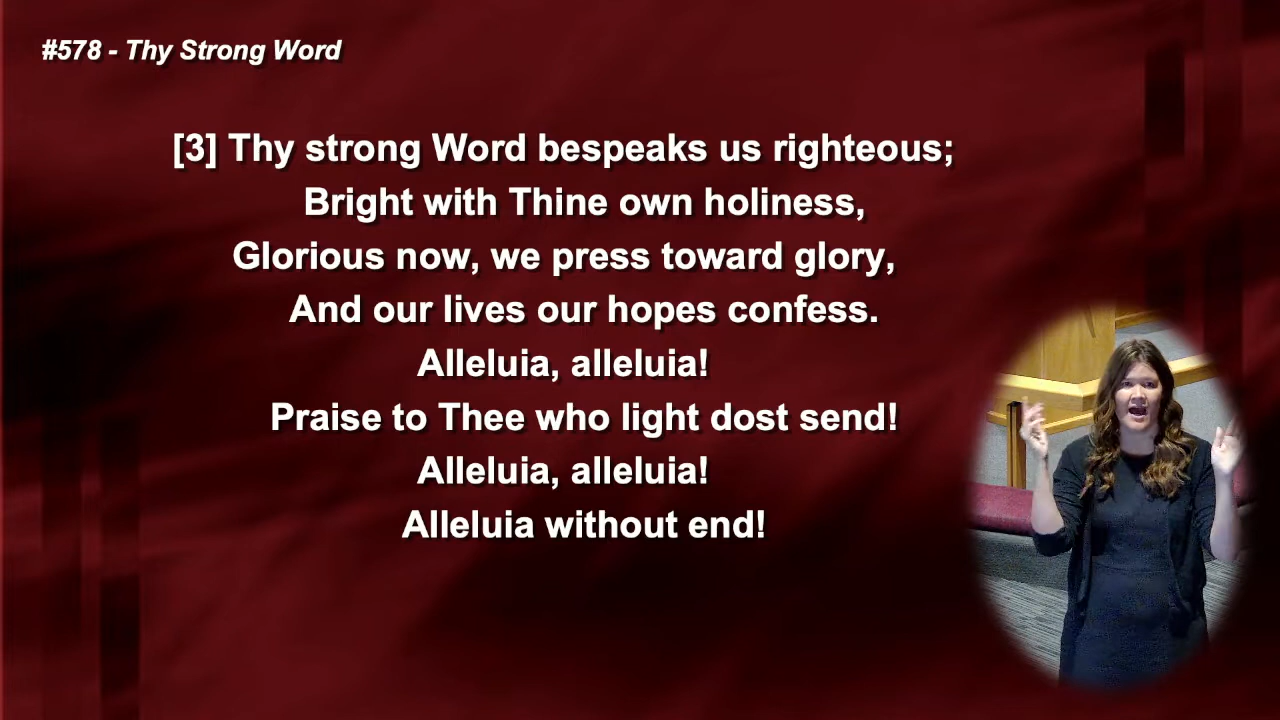 #578 - Thy Strong Word
[3] Thy strong Word bespeaks us righteous;
Bright with Thine own holiness,
Glorious now, we press toward glory,
And our lives our hopes confess.
Alleluia, alleluia!
Praise to Thee who light dost send!
Alleluia, alleluia!
Alleluia without end!